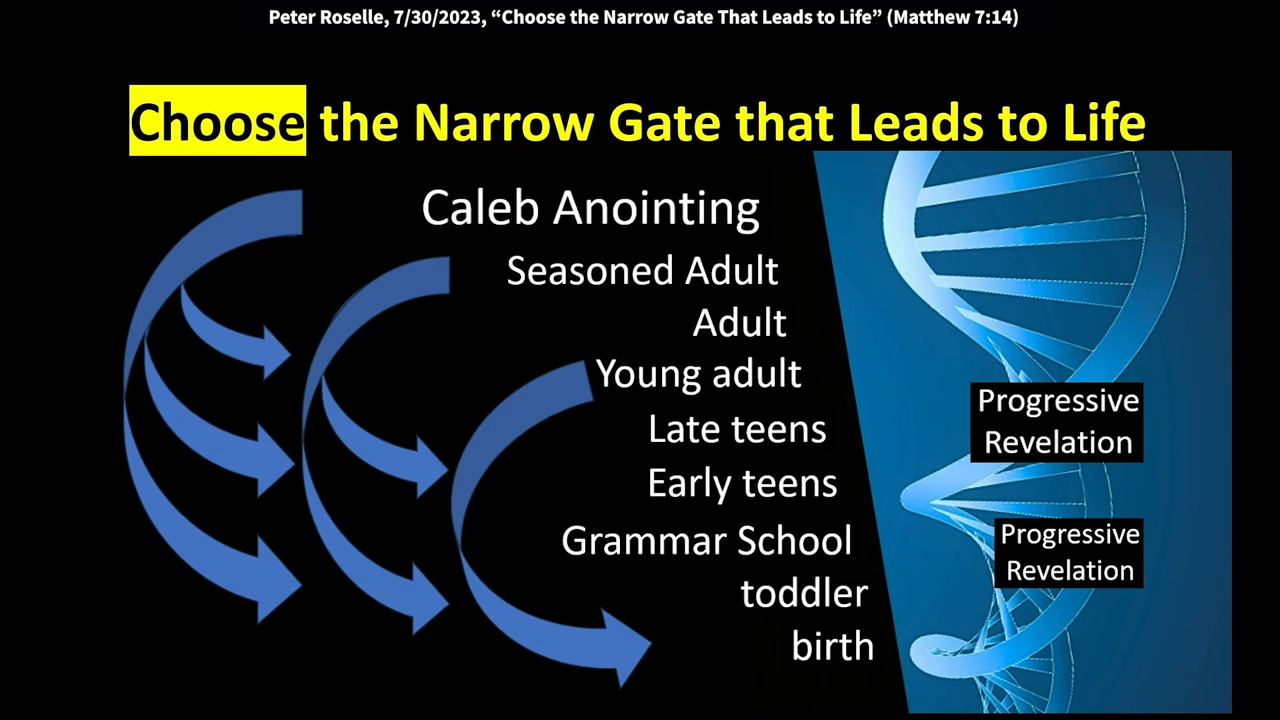 Peter Roselle, 7/30/2023, “Choose the Narrow Gate That Leads to Life” (Matthew 7:14)
Choose the Narrow Gate that Leads to Life
Caleb Anointing
Seasoned Adult
Adult
Young adult
Late teens
Early teens
Grammar School
toddler
birth
Progressive
Revelation
Progressive
Revelation